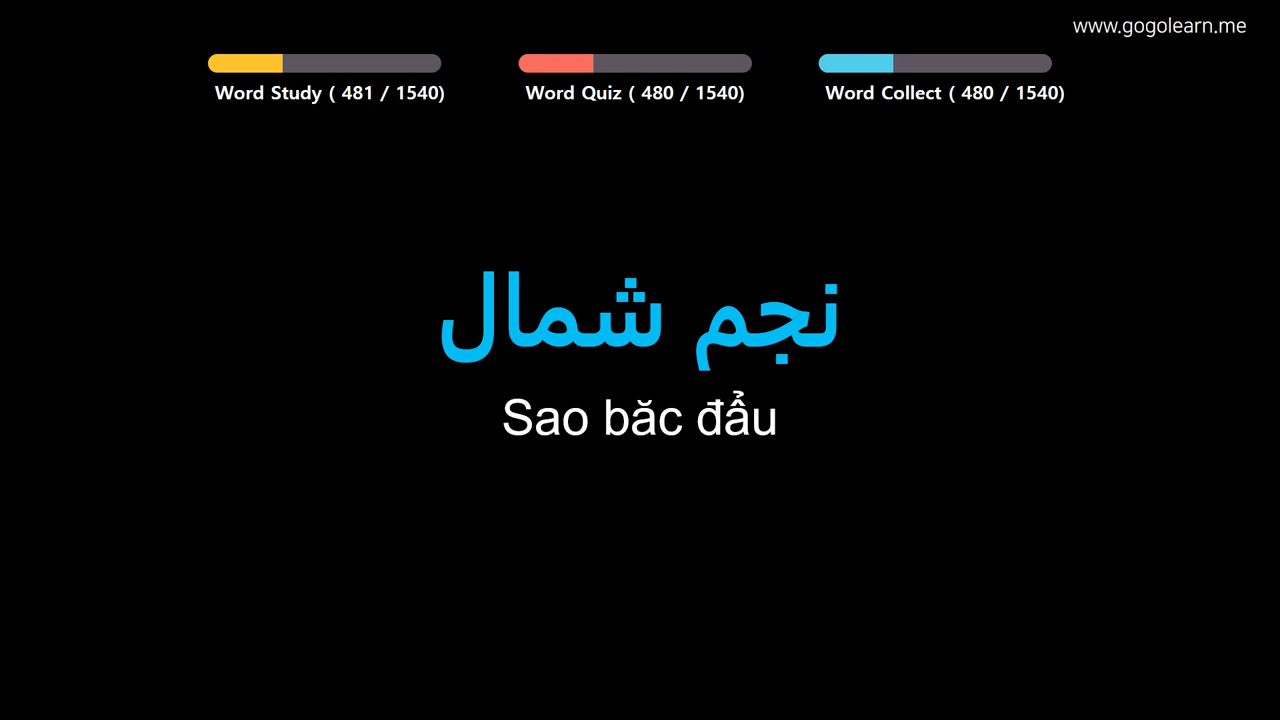 www.gogolearn.me
Word Study ( 481 / 1540)
Word Quiz ( 480 / 1540)
Word Collect ( 480 / 1540)
نجم شمال
Sao băc đẩu